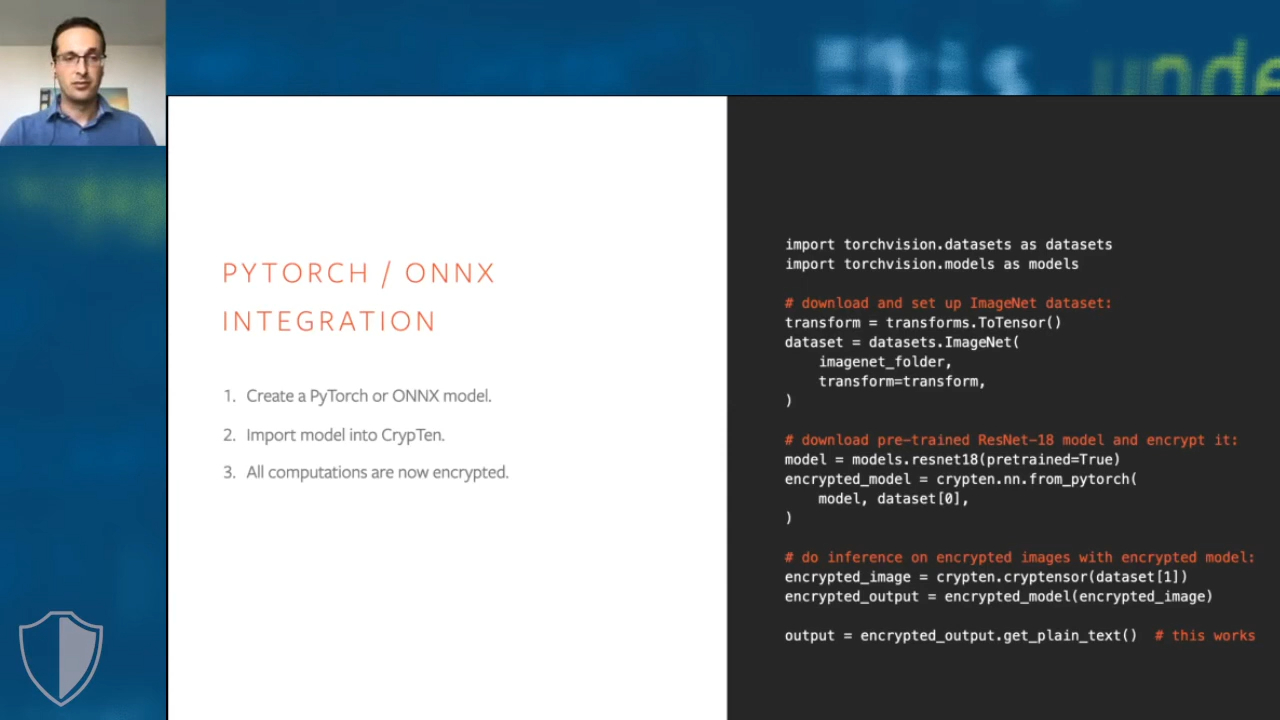 unde
PYTORCH / ONNX
INTEGRATION
1. Create a PyTorch or ONNX model.
2. Import model into CrypTen.
3. All computations are now encrypted.
import torchvision.datasets as datasets
import torchvision.models as models
# download and set up ImageNet dataset:
transform = transforms.ToTensor()
dataset = datasets.ImageNet(
    imagenet_folder,
    transform=transform,
)
# download pre-trained ResNet-18 model and encrypt it:
model = models.resnet18(pretrained=True)
encrypted_model = crypten.nn.from_pytorch(
    model, dataset[0],
)
# do inference on encrypted images with encrypted model:
encrypted_image = crypten.cryptensor(dataset[1])
encrypted_output = encrypted_model(encrypted_image)
output = encrypted_output.get_plain_text()  # this works